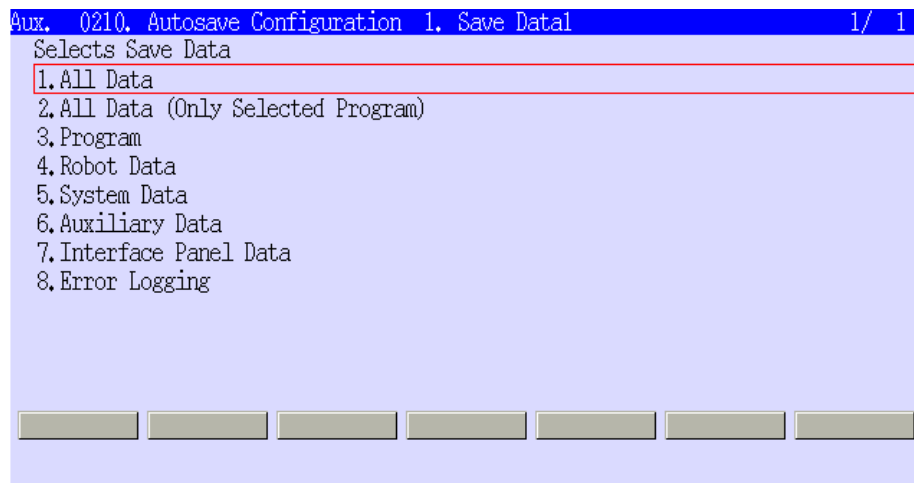 Aux. 0210. Autosave Configuration 1. Save Data1 1/ 1
Selects Save Data
1.All Data
2.All Data (Only Selected Program)
3.Program
4.Robot Data
5.System Data
6.Auxiliary Data
7.Interface Panel Data
8.Error Logging